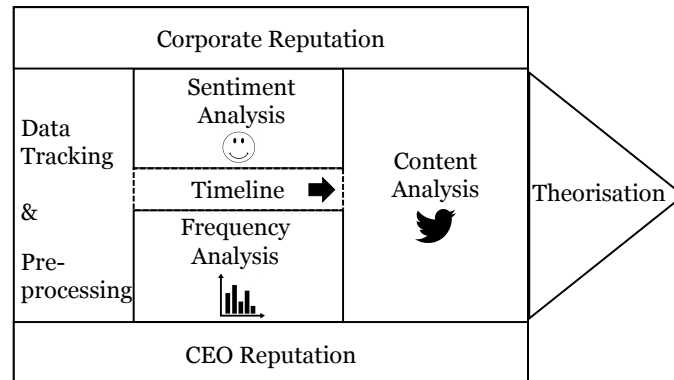 Corporate Reputation
Data
Tracking
&
Pre-
processing
Sentiment
Analysis
Timeline
Frequency
Analysis
Content
Analysis
Theorisation
CEO Reputation